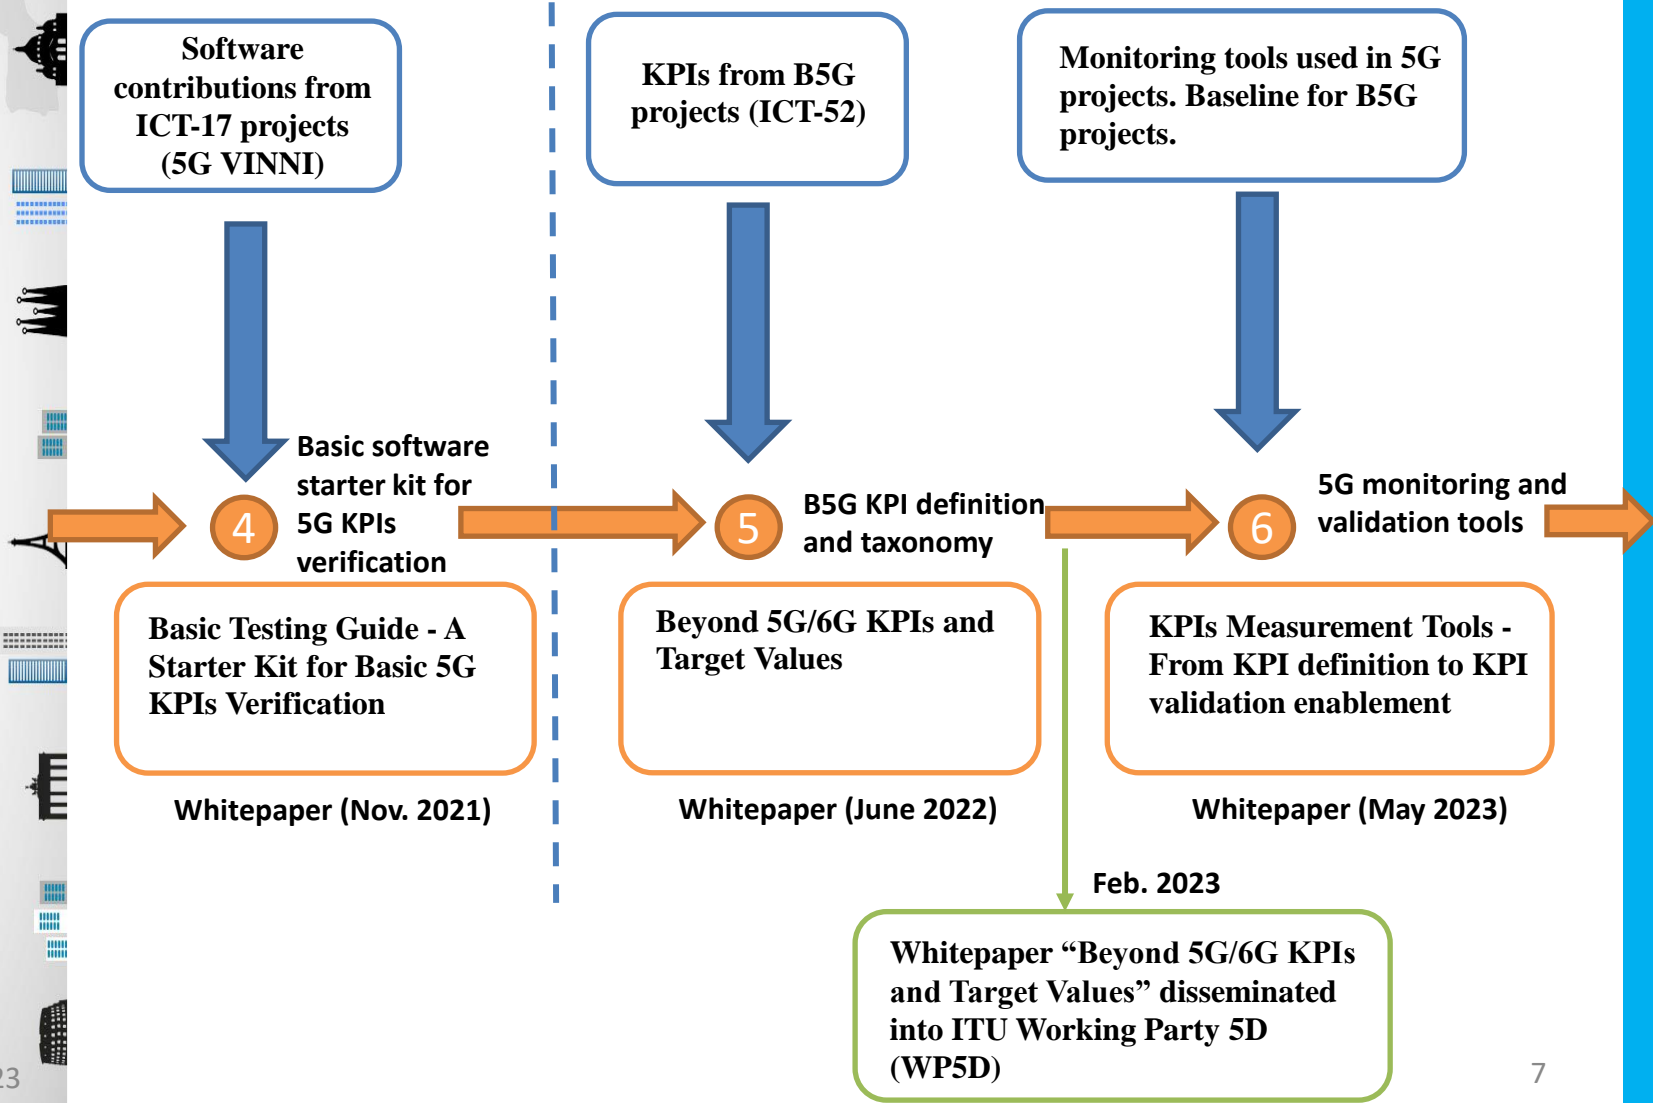 Software
contributions from
ICT-17 projects
(5G VINNI)
KPIs from B5G
projects (ICT-52)
Monitoring tools used in 5G
projects. Baseline for B5G
projects.
4
Basic software
starter kit for
5G KPIs
verification
5
B5G KPI definition
and taxonomy
6
5G monitoring and
validation tools
Basic Testing Guide - A
Starter Kit for Basic 5G
KPIs Verification
Whitepaper (Nov. 2021)
Beyond 5G/6G KPIs and
Target Values
Whitepaper (June 2022)
KPIs Measurement Tools -
From KPI definition to KPI
validation enablement
Whitepaper (May 2023)
Feb. 2023
Whitepaper “Beyond 5G/6G KPIs
and Target Values” disseminated
into ITU Working Party 5D
(WP5D)
23
7